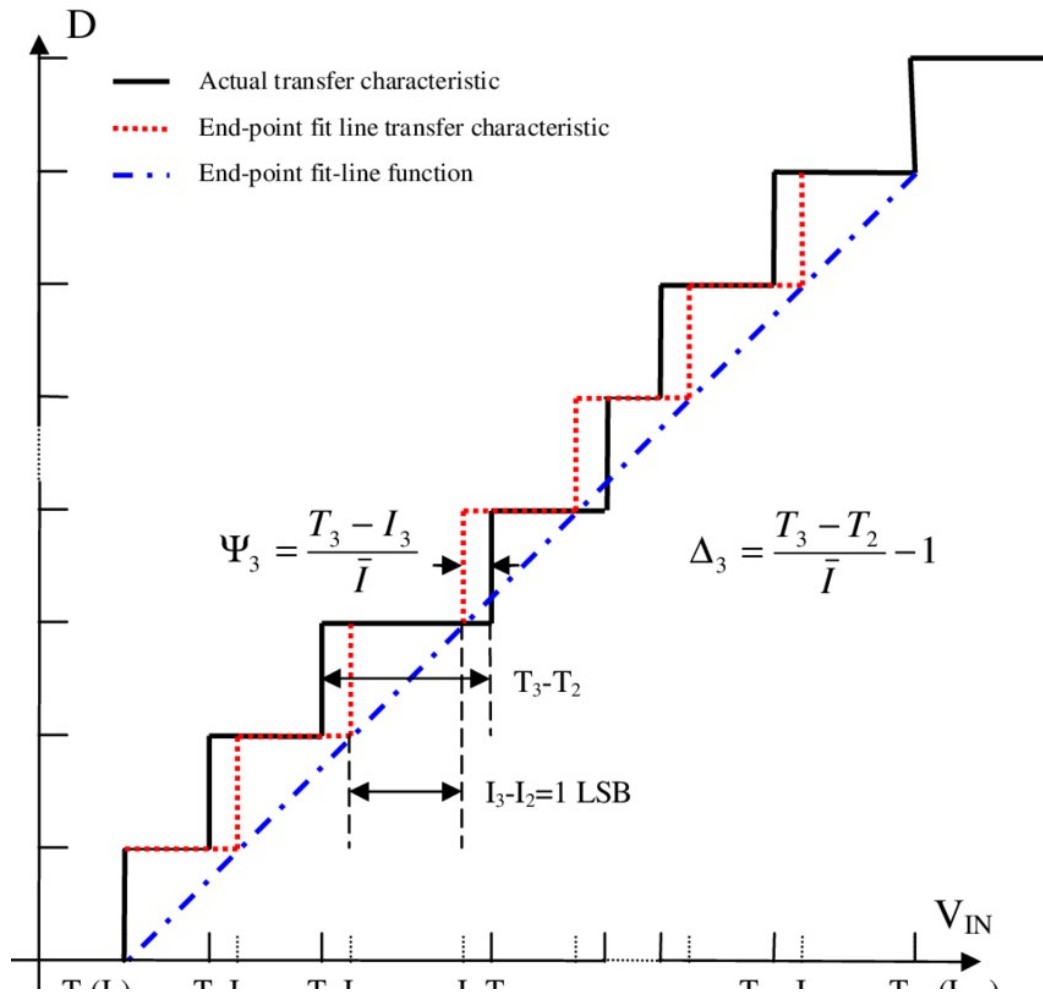 D
Actual transfer characteristic
End-point fit line transfer characteristic
End-point fit-line function
Ψ₃ = (T₃ − I₃) / Ī
Δ₃ = (T₃ − T₂) / Ī − 1
T₃-T₂
I₃-I₂=1 LSB
V_IN